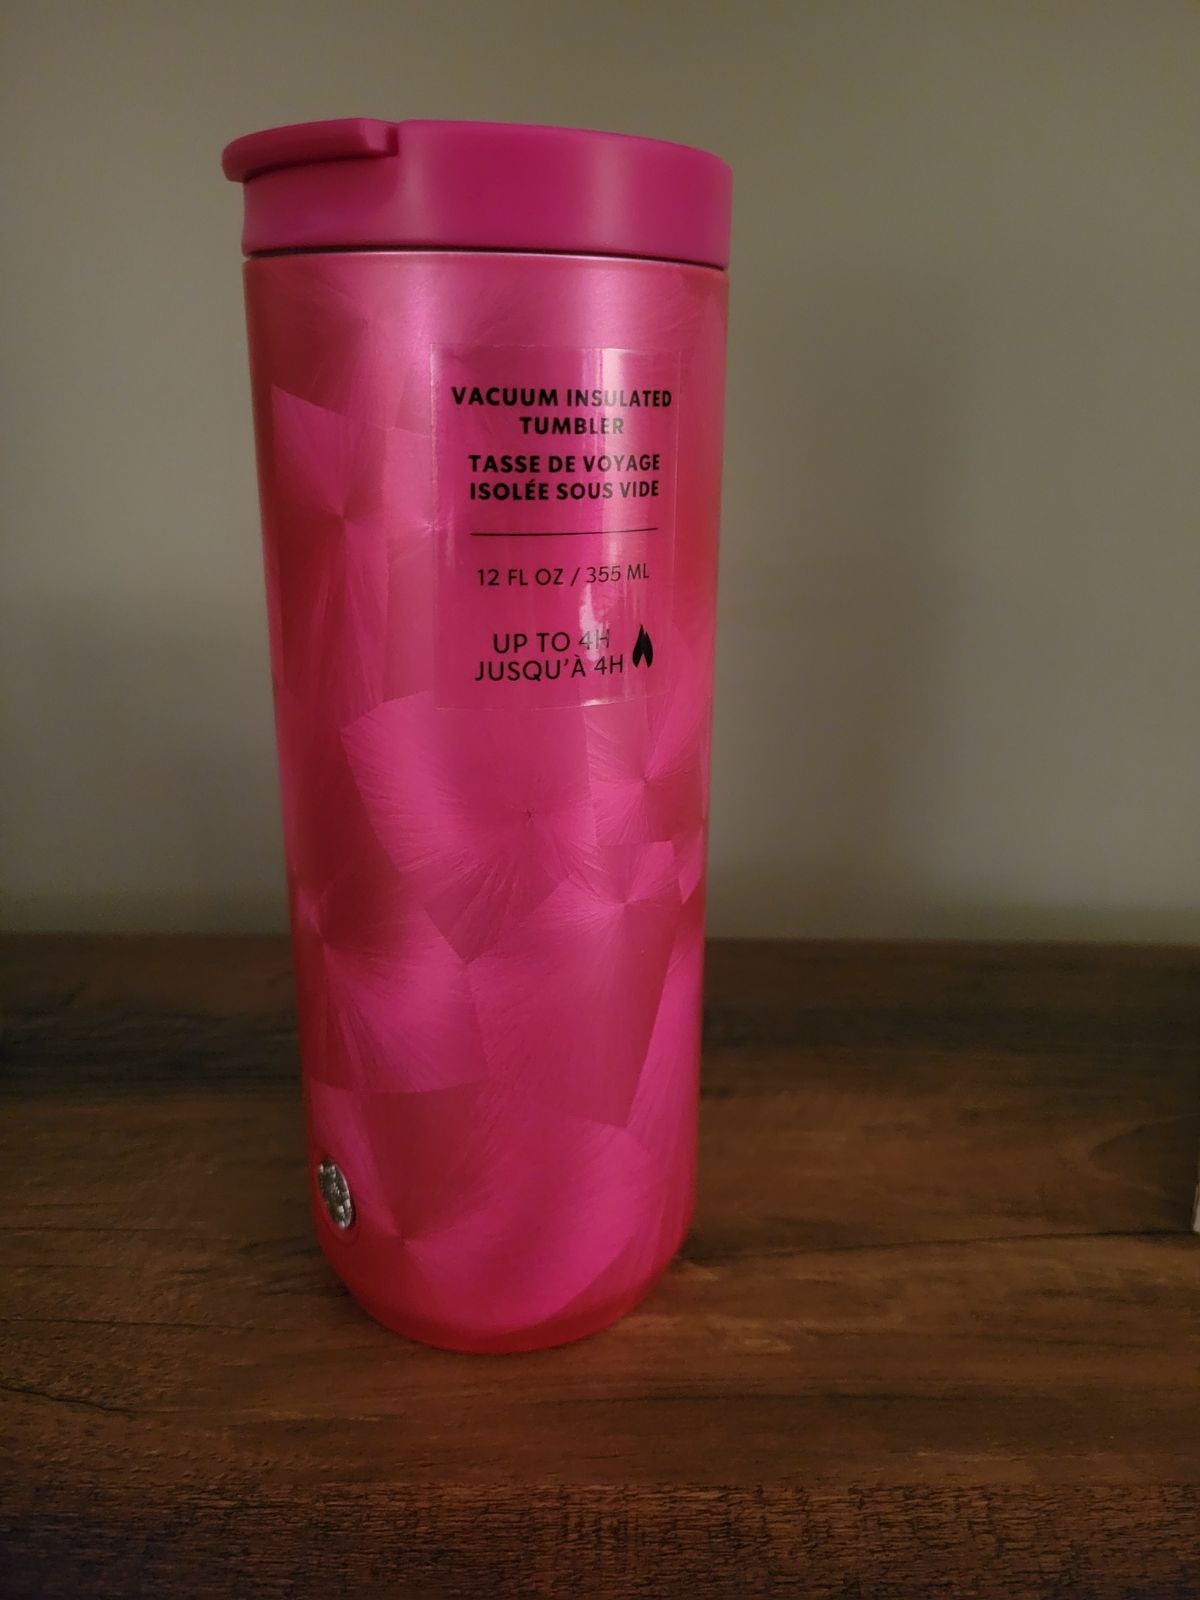 VACUUM INSULATED
TUMBLER
TASSE DE VOYAGE
ISOLÉE SOUS VIDE
12 FL OZ / 355 ML
UP TO 4H
JUSQU'À 4H